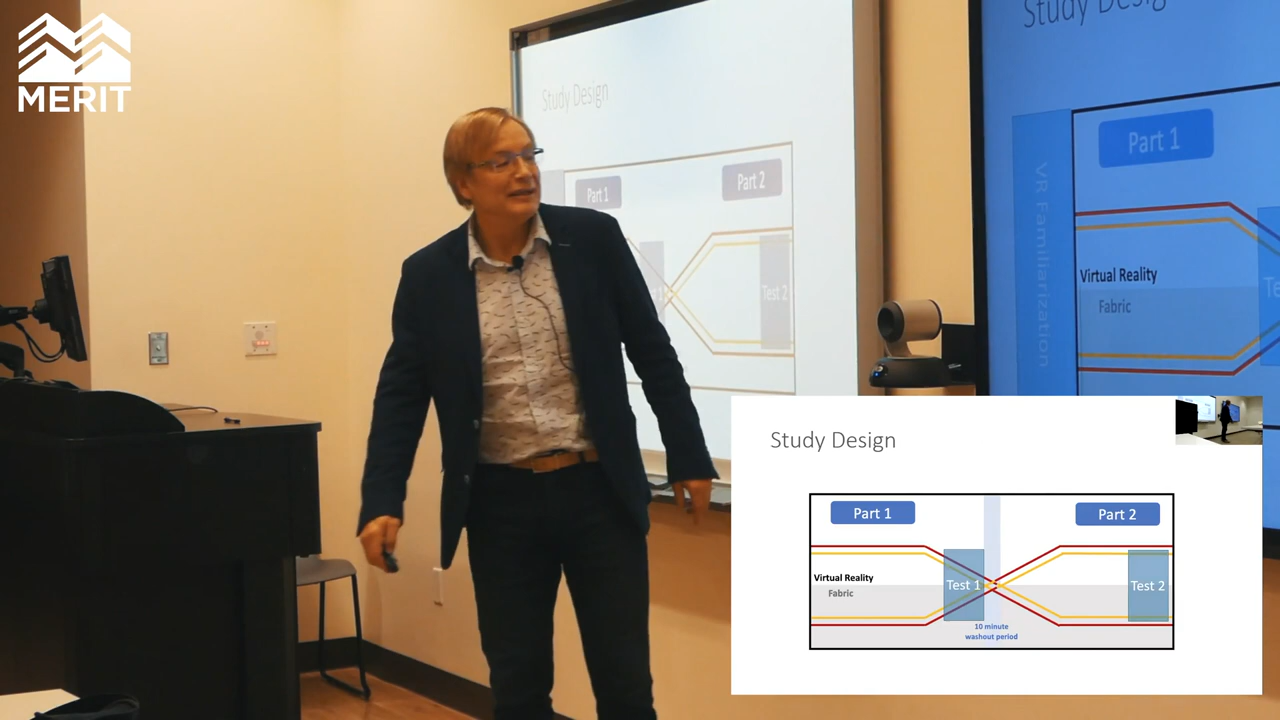 MERIT
Study Design
Part 1
Part 2
Test 2
Study Design
Part 1
VR Familiarization
Virtual Reality
Fabric
Te
Study Design
Part 1
Part 2
Virtual Reality
Fabric
Test 1
Test 2
10 minute
washout period